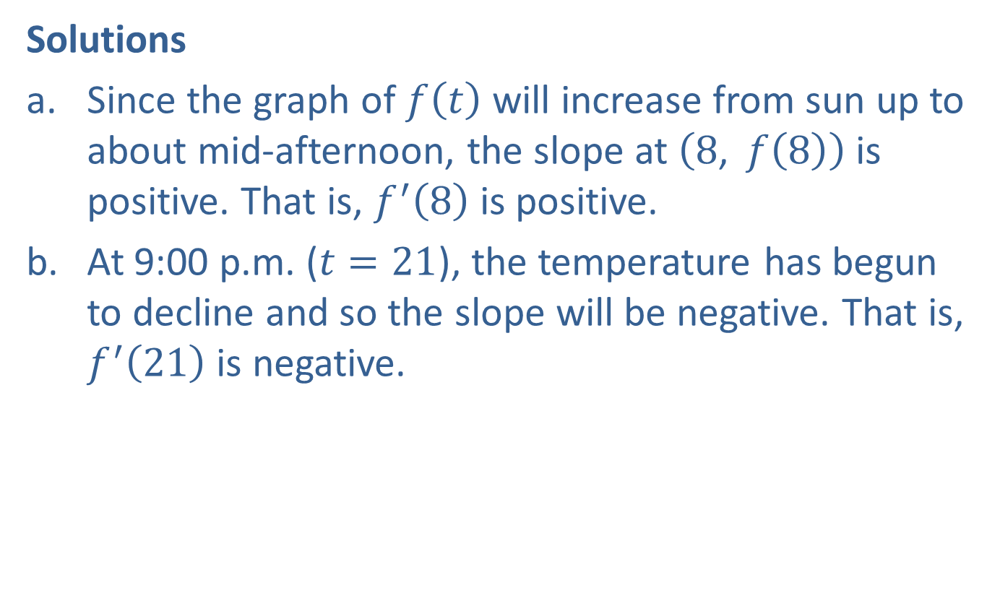 Solutions
a. Since the graph of f(t) will increase from sun up to
about mid-afternoon, the slope at (8, f(8)) is
positive. That is, f′(8) is positive.
b. At 9:00 p.m. (t = 21), the temperature has begun
to decline and so the slope will be negative. That is,
f′(21) is negative.